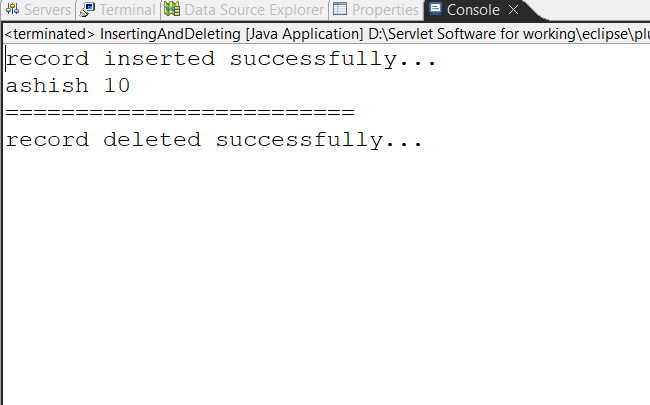 Servers Terminal Data Source Explorer Properties Console
<terminated> InsertingAndDeleting [Java Application] D:\Servlet Software for working\eclipse\plu
record inserted successfully...
ashish 10
=========================
record deleted successfully...